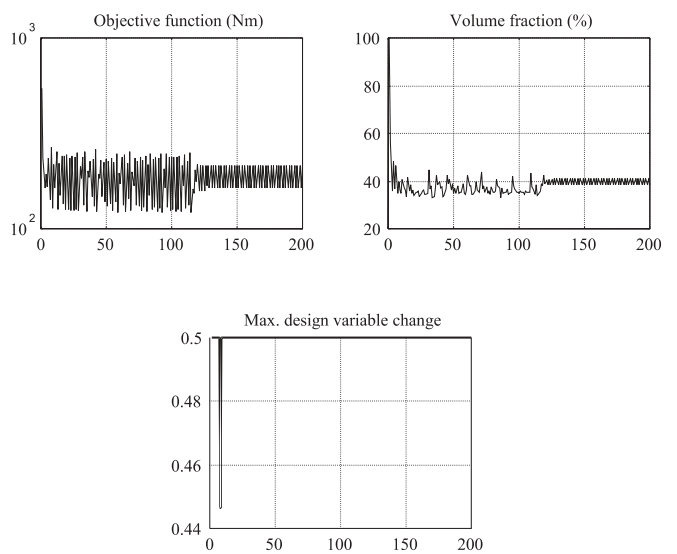 Objective function (Nm)
10 3
10 2
0 50 100 150 200
Volume fraction (%)
100
80
60
40
20
0 50 100 150 200
Max. design variable change
0.5
0.48
0.46
0.44
0 50 100 150 200